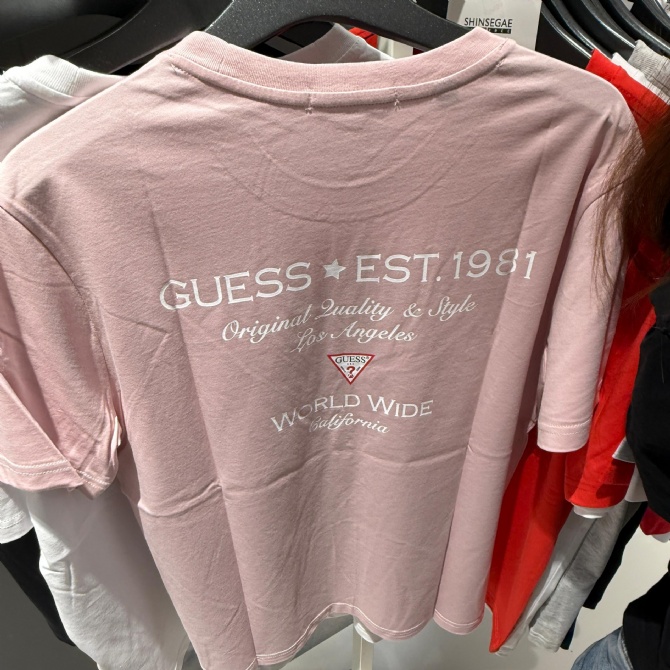 SHINSEGAE
GUESS ★ EST. 1981
Original Quality & Style
Los Angeles
GUESS
?
WORLD WIDE
California